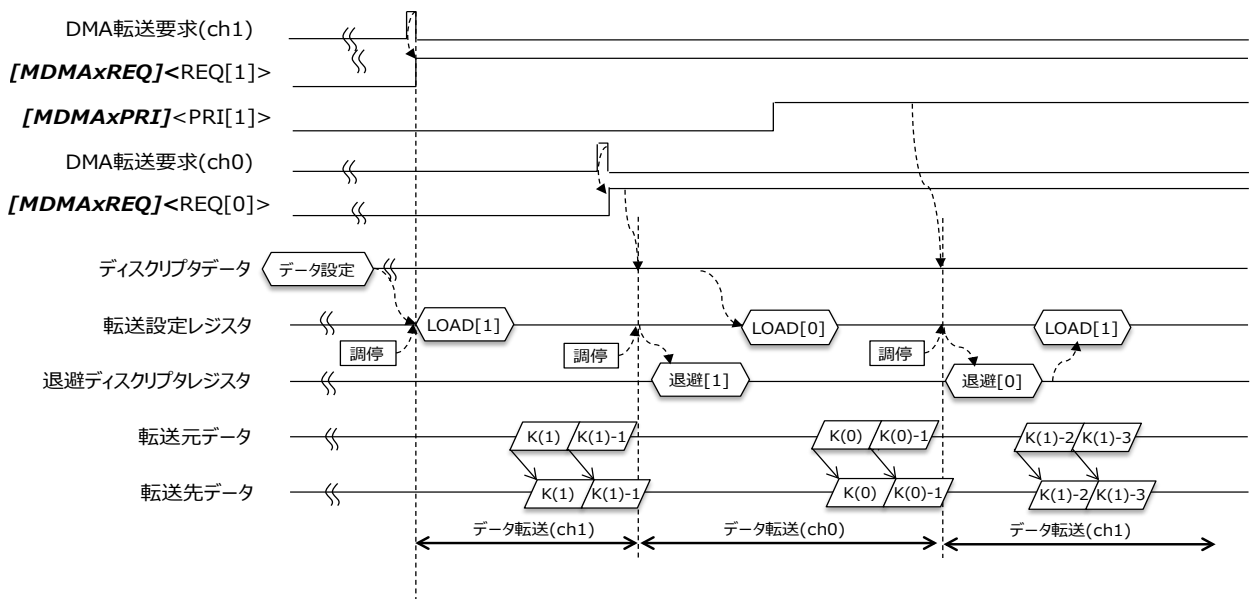 DMA転送要求(ch1)
[MDMAxREQ]<REQ[1]>
[MDMAxPRI]<PRI[1]>
DMA転送要求(ch0)
[MDMAxREQ]<REQ[0]>
ディスクリプタデータ データ設定
転送設定レジスタ LOAD[1] LOAD[0] LOAD[1]
調停 調停 調停
退避ディスクリプタレジスタ 退避[1] 退避[0]
転送元データ K(1) K(1)-1 K(0) K(0)-1 K(1)-2 K(1)-3
転送先データ K(1) K(1)-1 K(0) K(0)-1 K(1)-2 K(1)-3
データ転送(ch1) データ転送(ch0) データ転送(ch1)